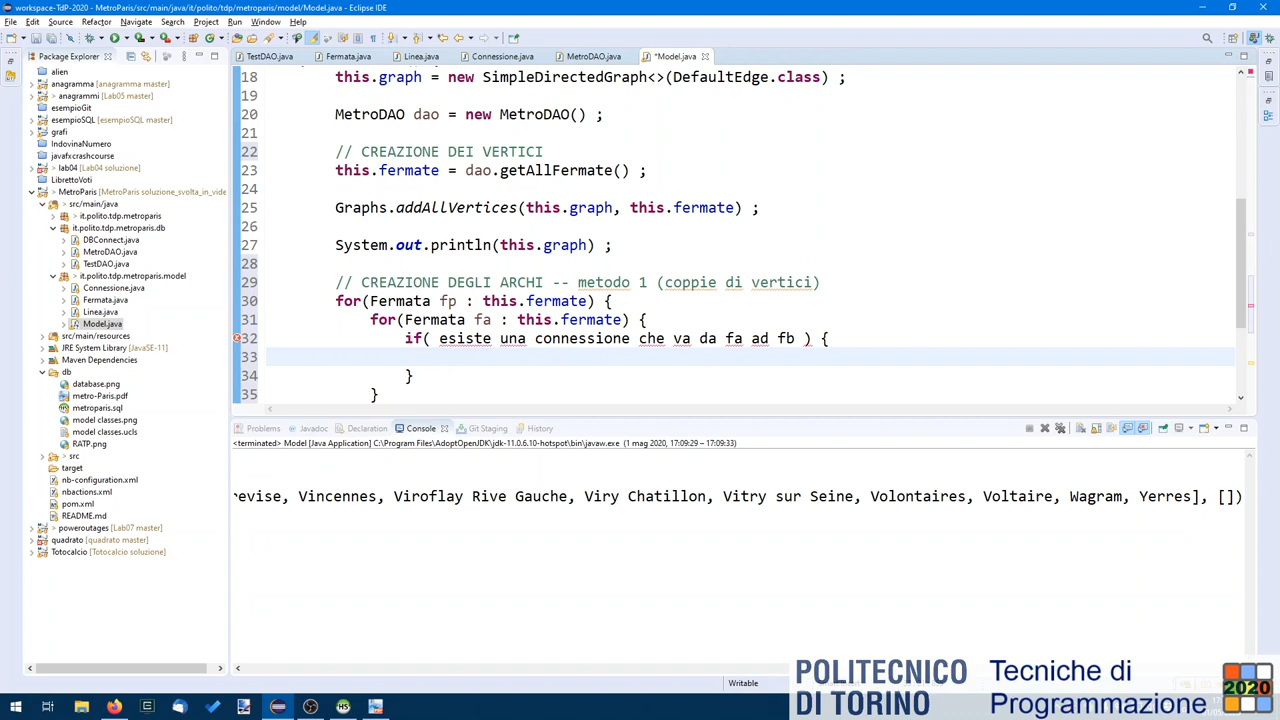 workspace-TdP-2020 - MetroParis/src/main/java/it/polito/tdp/metroparis/model/Model.java - Eclipse IDE
File Edit Source Refactor Navigate Search Project Run Window Help
Package Explorer
TestDAO.java Fermata.java Linea.java Connessione.java MetroDAO.java *Model.java
alien
anagramma [anagramma master]
anagrammi [Lab05 master]
esempioGit
esempioSQL [esempioSQL master]
grafi
IndovinaNumero
javafxcrashcourse
lab04 [Lab04 soluzione]
LibrettoVoti
MetroParis [MetroParis soluzione_svolta_in_vide
src/main/java
it.polito.tdp.metroparis
it.polito.tdp.metroparis.db
DBConnect.java
MetroDAO.java
TestDAO.java
it.polito.tdp.metroparis.model
Connessione.java
Fermata.java
Linea.java
Model.java
src/main/resources
JRE System Library [JavaSE-11]
Maven Dependencies
db
database.png
metro-Paris.pdf
metroparis.sql
model classes.png
model classes.ucls
RATP.png
src
target
nb-configuration.xml
nbactions.xml
pom.xml
README.md
poweroutages [Lab07 master]
quadrato [quadrato master]
Totocalcio [Totocalcio soluzione]
18 this.graph = new SimpleDirectedGraph<>(DefaultEdge.class) ;
19
20 MetroDAO dao = new MetroDAO() ;
21
22 // CREAZIONE DEI VERTICI
23 this.fermate = dao.getAllFermate() ;
24
25 Graphs.addAllVertices(this.graph, this.fermate) ;
26
27 System.out.println(this.graph) ;
28
29 // CREAZIONE DEGLI ARCHI -- metodo 1 (coppie di vertici)
30 for(Fermata fp : this.fermate) {
31 for(Fermata fa : this.fermate) {
32 if( esiste una connessione che va da fa ad fb ) {
33
34 }
35 }
Problems Javadoc Declaration Console Git Staging History
<terminated> Model [Java Application] C:\Program Files\AdoptOpenJDK\jdk-11.0.6.10-hotspot\bin\javaw.exe (1 mag 2020, 17:09:29 – 17:09:33)
revise, Vincennes, Viroflay Rive Gauche, Viry Chatillon, Vitry sur Seine, Volontaires, Voltaire, Wagram, Yerres], [])
Writable
POLITECNICO
DI TORINO
Tecniche di
Programmazione
2020